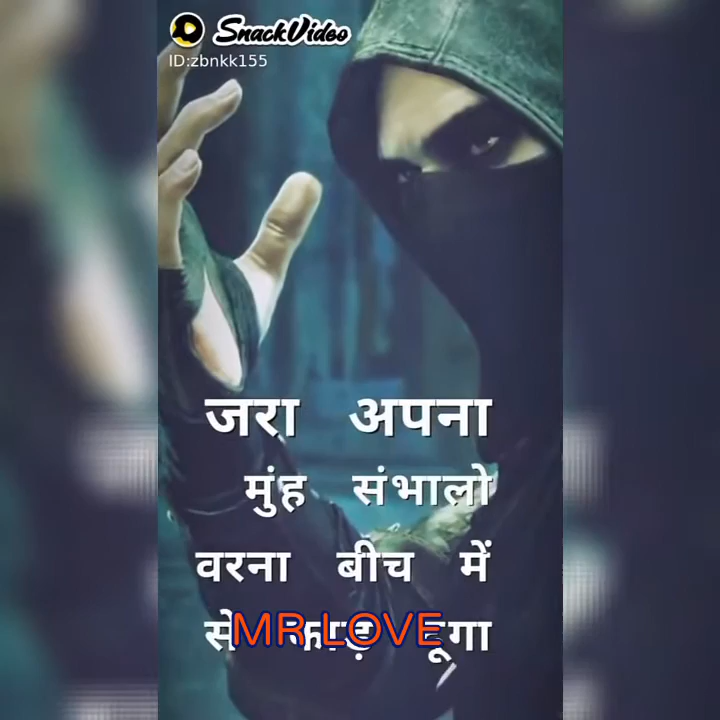 SnackVideo
ID:zbnkk155
जरा अपना
मुंह संभालो
वरना बीच में
से फाड़ दूगा
MR LOVE